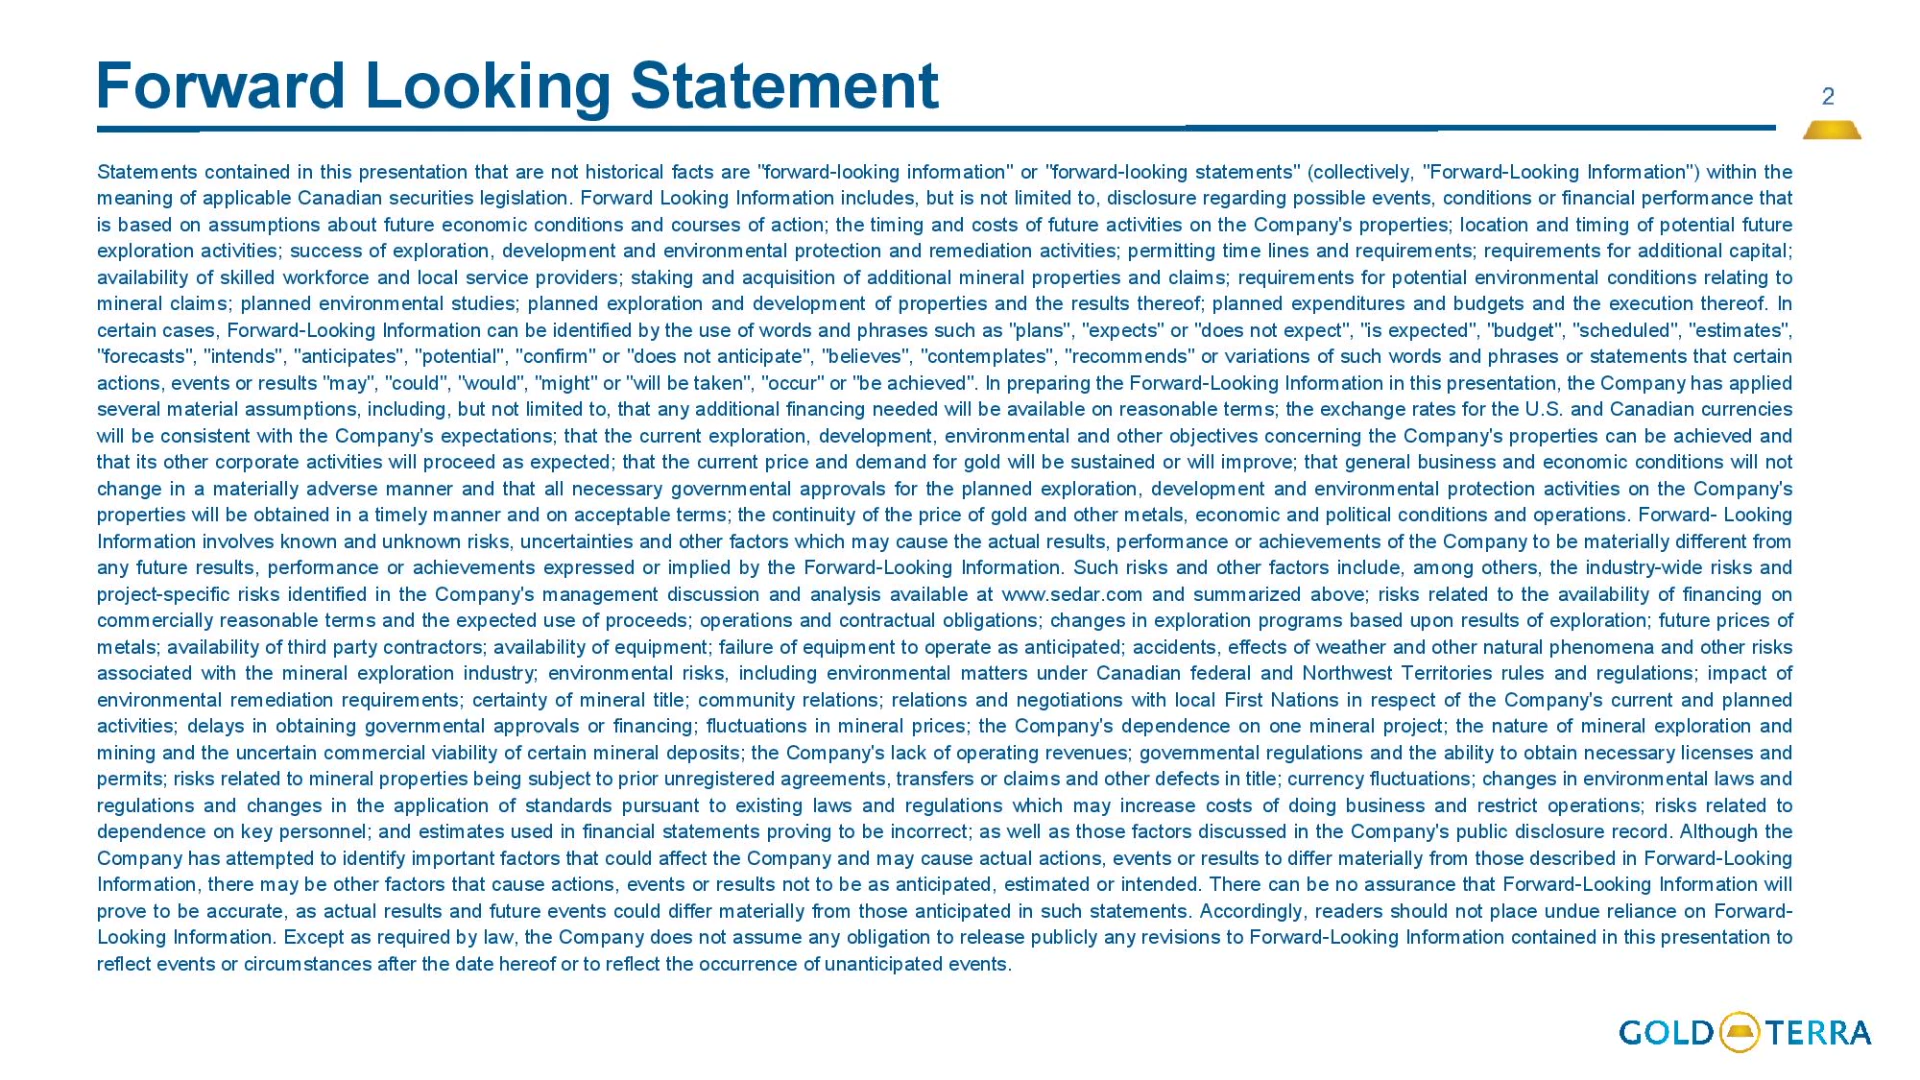 Forward Looking Statement
2
Statements contained in this presentation that are not historical facts are "forward-looking information" or "forward-looking statements" (collectively, "Forward-Looking Information") within the
meaning of applicable Canadian securities legislation. Forward Looking Information includes, but is not limited to, disclosure regarding possible events, conditions or financial performance that
is based on assumptions about future economic conditions and courses of action; the timing and costs of future activities on the Company's properties; location and timing of potential future
exploration activities; success of exploration, development and environmental protection and remediation activities; permitting time lines and requirements; requirements for additional capital;
availability of skilled workforce and local service providers; staking and acquisition of additional mineral properties and claims; requirements for potential environmental conditions relating to
mineral claims; planned environmental studies; planned exploration and development of properties and the results thereof; planned expenditures and budgets and the execution thereof. In
certain cases, Forward-Looking Information can be identified by the use of words and phrases such as "plans", "expects" or "does not expect", "is expected", "budget", "scheduled", "estimates",
"forecasts", "intends", "anticipates", "potential", "confirm" or "does not anticipate", "believes", "contemplates", "recommends" or variations of such words and phrases or statements that certain
actions, events or results "may", "could", "would", "might" or "will be taken", "occur" or "be achieved". In preparing the Forward-Looking Information in this presentation, the Company has applied
several material assumptions, including, but not limited to, that any additional financing needed will be available on reasonable terms; the exchange rates for the U.S. and Canadian currencies
will be consistent with the Company's expectations; that the current exploration, development, environmental and other objectives concerning the Company's properties can be achieved and
that its other corporate activities will proceed as expected; that the current price and demand for gold will be sustained or will improve; that general business and economic conditions will not
change in a materially adverse manner and that all necessary governmental approvals for the planned exploration, development and environmental protection activities on the Company's
properties will be obtained in a timely manner and on acceptable terms; the continuity of the price of gold and other metals, economic and political conditions and operations. Forward- Looking
Information involves known and unknown risks, uncertainties and other factors which may cause the actual results, performance or achievements of the Company to be materially different from
any future results, performance or achievements expressed or implied by the Forward-Looking Information. Such risks and other factors include, among others, the industry-wide risks and
project-specific risks identified in the Company's management discussion and analysis available at www.sedar.com and summarized above; risks related to the availability of financing on
commercially reasonable terms and the expected use of proceeds; operations and contractual obligations; changes in exploration programs based upon results of exploration; future prices of
metals; availability of third party contractors; availability of equipment; failure of equipment to operate as anticipated; accidents, effects of weather and other natural phenomena and other risks
associated with the mineral exploration industry; environmental risks, including environmental matters under Canadian federal and Northwest Territories rules and regulations; impact of
environmental remediation requirements; certainty of mineral title; community relations; relations and negotiations with local First Nations in respect of the Company's current and planned
activities; delays in obtaining governmental approvals or financing; fluctuations in mineral prices; the Company's dependence on one mineral project; the nature of mineral exploration and
mining and the uncertain commercial viability of certain mineral deposits; the Company's lack of operating revenues; governmental regulations and the ability to obtain necessary licenses and
permits; risks related to mineral properties being subject to prior unregistered agreements, transfers or claims and other defects in title; currency fluctuations; changes in environmental laws and
regulations and changes in the application of standards pursuant to existing laws and regulations which may increase costs of doing business and restrict operations; risks related to
dependence on key personnel; and estimates used in financial statements proving to be incorrect; as well as those factors discussed in the Company's public disclosure record. Although the
Company has attempted to identify important factors that could affect the Company and may cause actual actions, events or results to differ materially from those described in Forward-Looking
Information, there may be other factors that cause actions, events or results not to be as anticipated, estimated or intended. There can be no assurance that Forward-Looking Information will
prove to be accurate, as actual results and future events could differ materially from those anticipated in such statements. Accordingly, readers should not place undue reliance on Forward-
Looking Information. Except as required by law, the Company does not assume any obligation to release publicly any revisions to Forward-Looking Information contained in this presentation to
reflect events or circumstances after the date hereof or to reflect the occurrence of unanticipated events.
GOLD TERRA